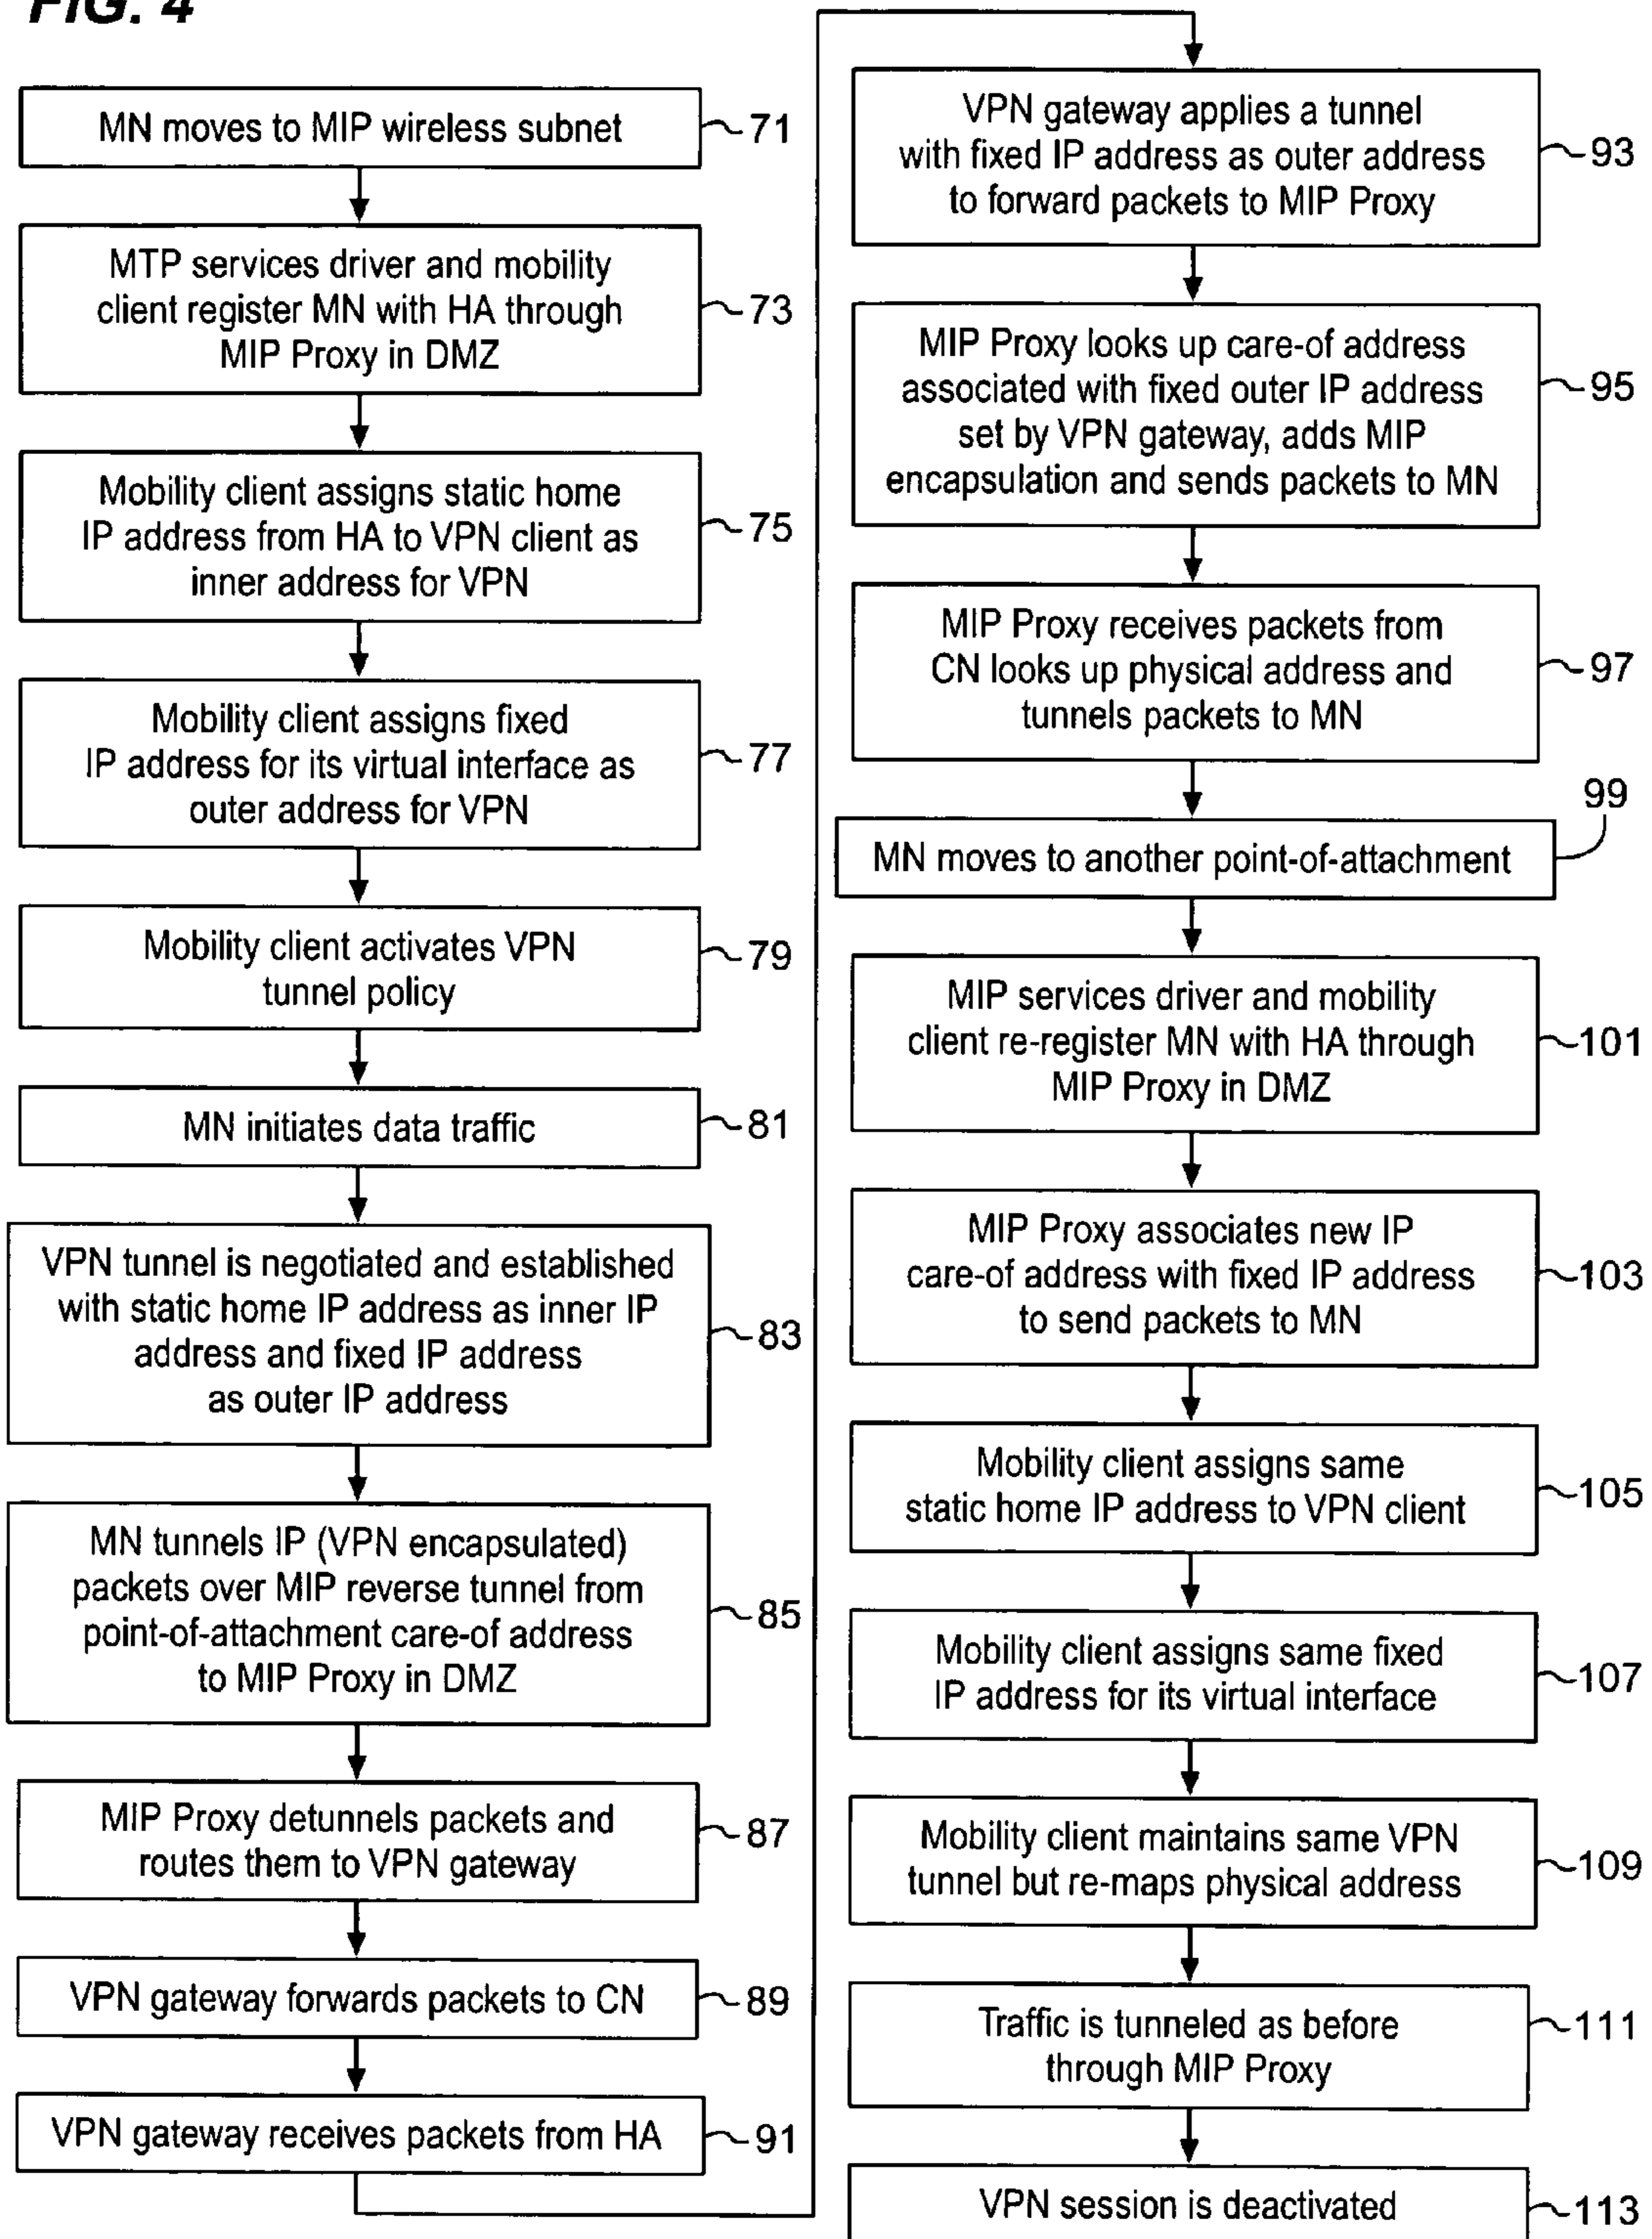 FIG. 4
MN moves to MIP wireless subnet
71
MTP services driver and mobility
client register MN with HA through
MIP Proxy in DMZ
73
Mobility client assigns static home
IP address from HA to VPN client as
inner address for VPN
75
Mobility client assigns fixed
IP address for its virtual interface as
outer address for VPN
77
Mobility client activates VPN
tunnel policy
79
MN initiates data traffic
81
VPN tunnel is negotiated and established
with static home IP address as inner IP
address and fixed IP address
as outer IP address
83
MN tunnels IP (VPN encapsulated)
packets over MIP reverse tunnel from
point-of-attachment care-of address
to MIP Proxy in DMZ
85
MIP Proxy detunnels packets and
routes them to VPN gateway
87
VPN gateway forwards packets to CN
89
VPN gateway receives packets from HA
91
VPN gateway applies a tunnel
with fixed IP address as outer address
to forward packets to MIP Proxy
93
MIP Proxy looks up care-of address
associated with fixed outer IP address
set by VPN gateway, adds MIP
encapsulation and sends packets to MN
95
MIP Proxy receives packets from
CN looks up physical address and
tunnels packets to MN
97
MN moves to another point-of-attachment
99
MIP services driver and mobility
client re-register MN with HA through
MIP Proxy in DMZ
101
MIP Proxy associates new IP
care-of address with fixed IP address
to send packets to MN
103
Mobility client assigns same
static home IP address to VPN client
105
Mobility client assigns same fixed
IP address for its virtual interface
107
Mobility client maintains same VPN
tunnel but re-maps physical address
109
Traffic is tunneled as before
through MIP Proxy
111
VPN session is deactivated
113